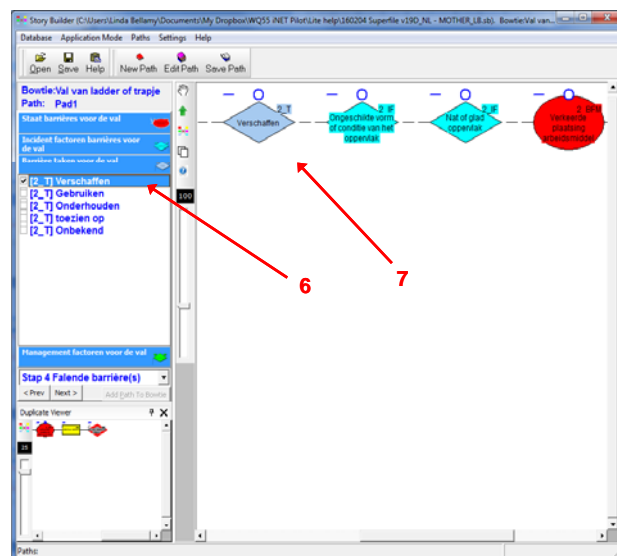 Story Builder (C:\Users\Linda Bellamy\Documents\My Dropbox\WQ55 iNET Pilot\Lite help\160204 Superfile v19D_NL - MOTHER_LB.sb). Bowtie:Val van...
Database Application Mode Paths Settings Help
Open Save Help New Path Edit Path Save Path
Bowtie:Val van ladder of trapje
Path: Pad1
Staat barrières voor de val
Incident factoren barrières voor
de val
Barrière taken voor de val
[2_T] Verschaffen
[2_T] Gebruiken
[2_T] Onderhouden
[2_T] toezien op
[2_T] Onbekend
Management factoren voor de val
Stap 4 Falende barrière(s)
< Prev Next > Add Path To Bowtie
Duplicate Viewer
25
Paths:
100
2_T
Verschaffen
2_IF
Ongeschikte vorm
of conditie van het
oppervlak
2_IF
Nat of glad
oppervlak
2_BFM
Verkeerde
plaatsing
arbeidsmiddel
6
7